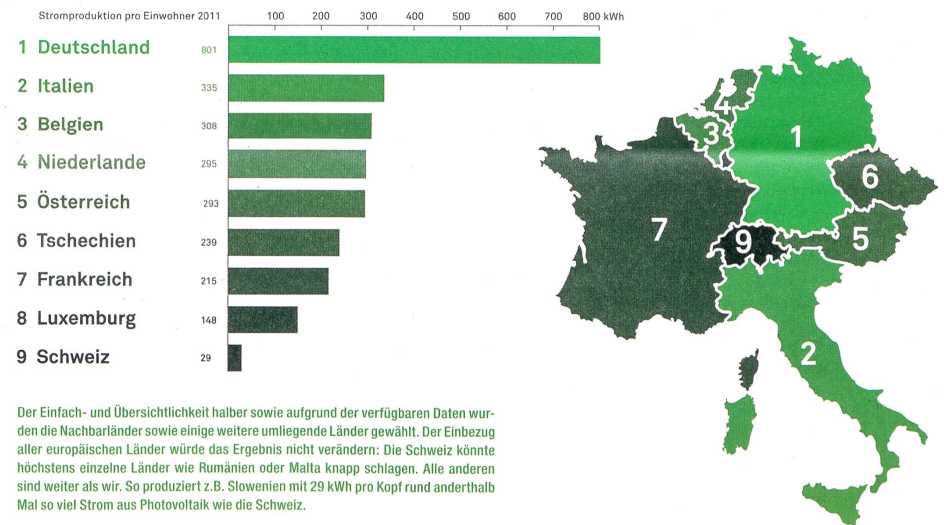 Stromproduktion pro Einwohner 2011
100 200 300 400 500 600 700 800 kWh
1 Deutschland 801
2 Italien 335
3 Belgien 308
4 Niederlande 295
5 Österreich 293
6 Tschechien 239
7 Frankreich 215
8 Luxemburg 148
9 Schweiz 29
4
3
1
6
7
9
5
2
Der Einfach- und Übersichtlichkeit halber sowie aufgrund der verfügbaren Daten wur-
den die Nachbarländer sowie einige weitere umliegende Länder gewählt. Der Einbezug
aller europäischen Länder würde das Ergebnis nicht verändern: Die Schweiz könnte
höchstens einzelne Länder wie Rumänien oder Malta knapp schlagen. Alle anderen
sind weiter als wir. So produziert z.B. Slowenien mit 29 kWh pro Kopf rund anderthalb
Mal so viel Strom aus Photovoltaik wie die Schweiz.